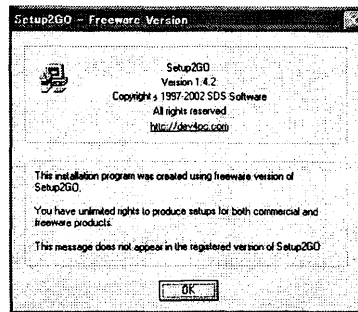 Setup2GO - Freeware Version
Setup2GO
Version 1.4.2
Copyright © 1997-2002 SDS Software
All rights reserved
http://dev4pc.com
This installation program was created using freeware version of
Setup2GO.
You have unlimited rights to produce setups for both commercial and
freeware products.
This message does not appear in the registered version of Setup2GO
OK